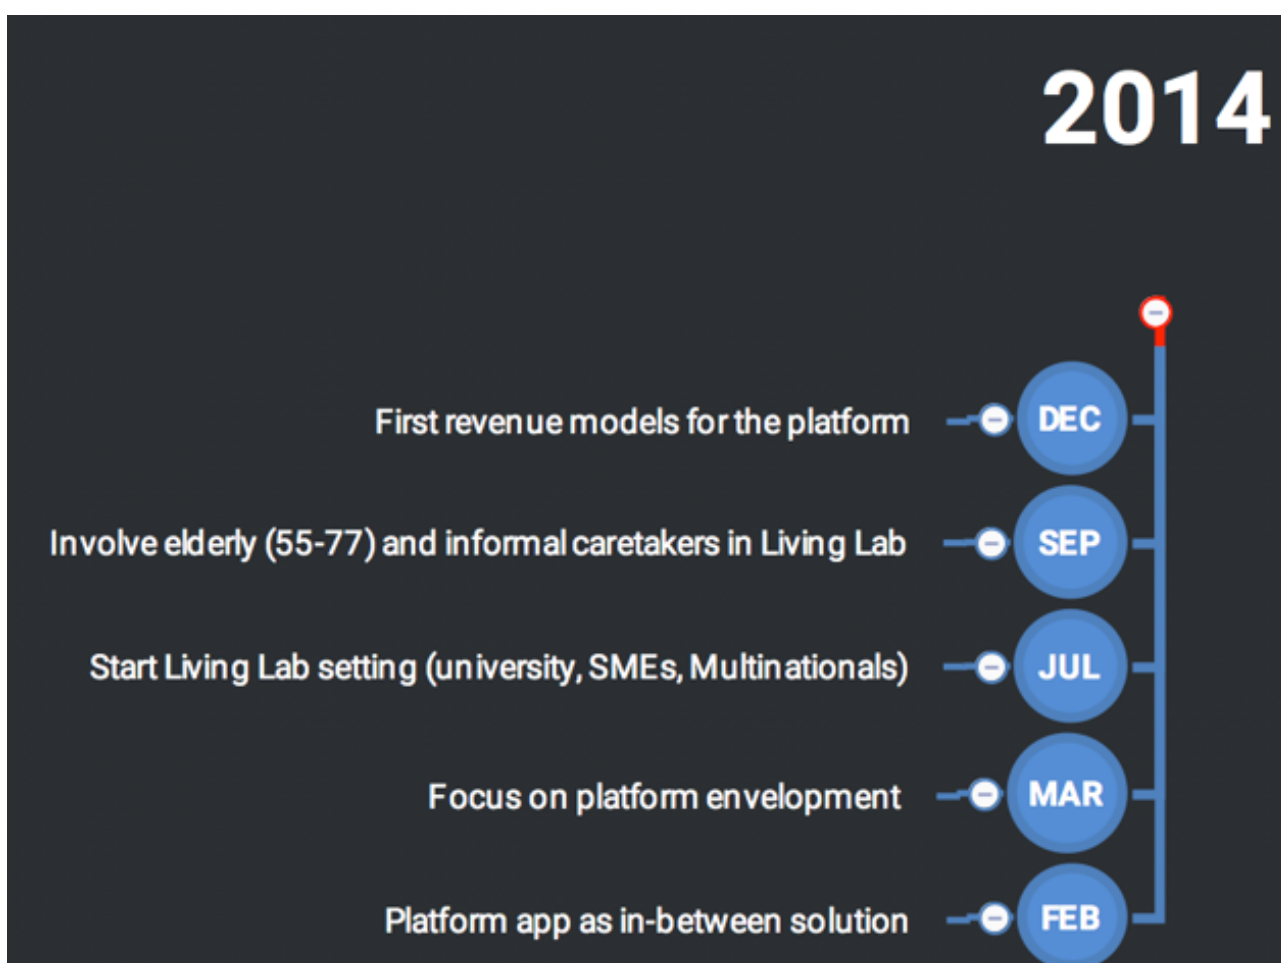 2014
First revenue models for the platform
DEC
Involve elderly (55-77) and informal caretakers in Living Lab
SEP
Start Living Lab setting (university, SMEs, Multinationals)
JUL
Focus on platform envelopment
MAR
Platform app as in-between solution
FEB